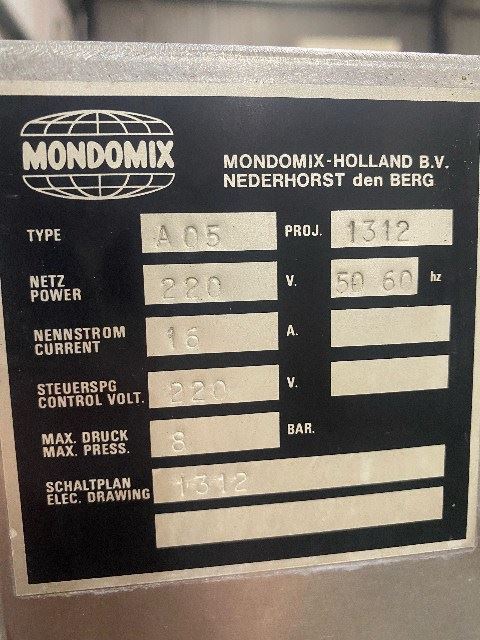 MONDOMIX
MONDOMIX-HOLLAND B.V.
NEDERHORST den BERG
TYPE A05 PROJ. 1312
NETZ
POWER 220 V. 50 60 hz
NENNSTROM
CURRENT 16 A.
STEUERSPG
CONTROL VOLT. 220 V.
MAX. DRUCK
MAX. PRESS. 8 BAR.
SCHALTPLAN
ELEC. DRAWING 1312